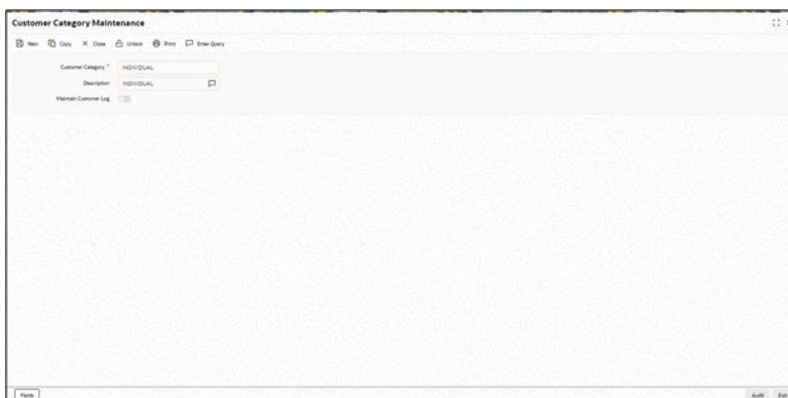 Customer Category Maintenance
New Copy Close Unlock Print Enter Query
Customer Category * INDIVIDUAL
Description INDIVIDUAL
Maintain Customer Log
Fields Audit Exit